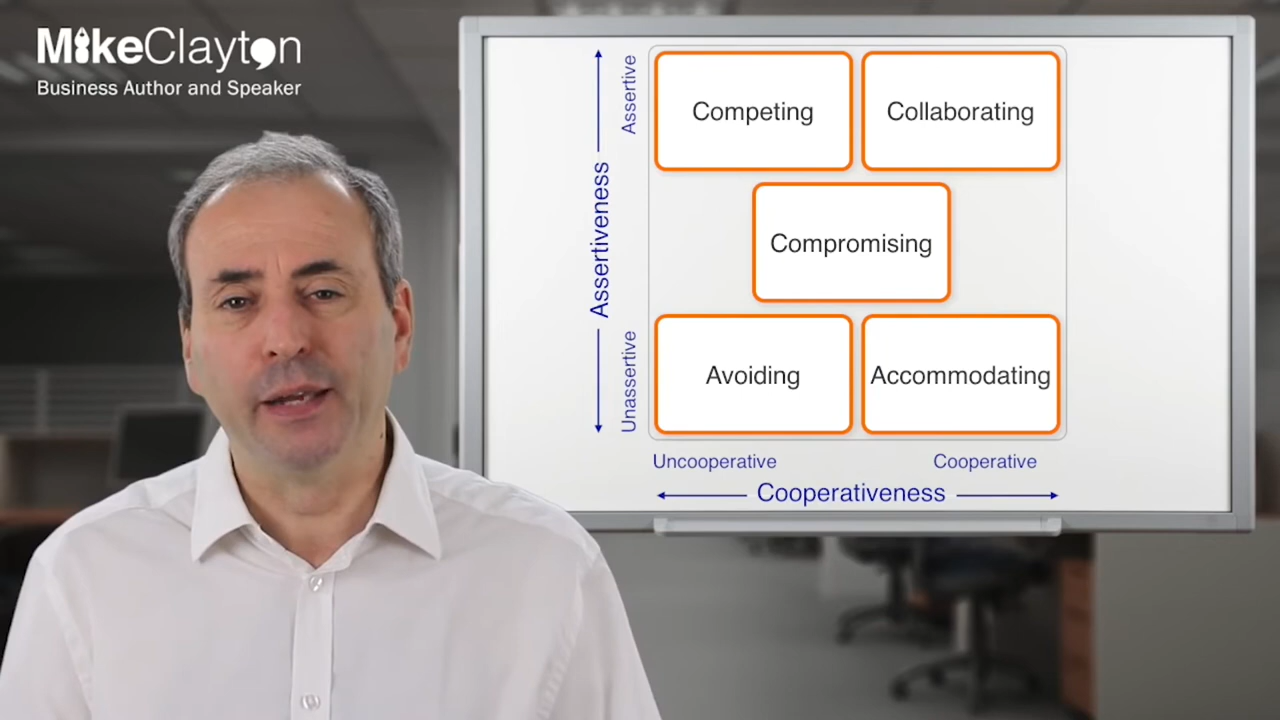 MikeClayton
Business Author and Speaker
Assertive
Assertiveness
Unassertive
Competing
Collaborating
Compromising
Avoiding
Accommodating
Uncooperative
Cooperative
Cooperativeness